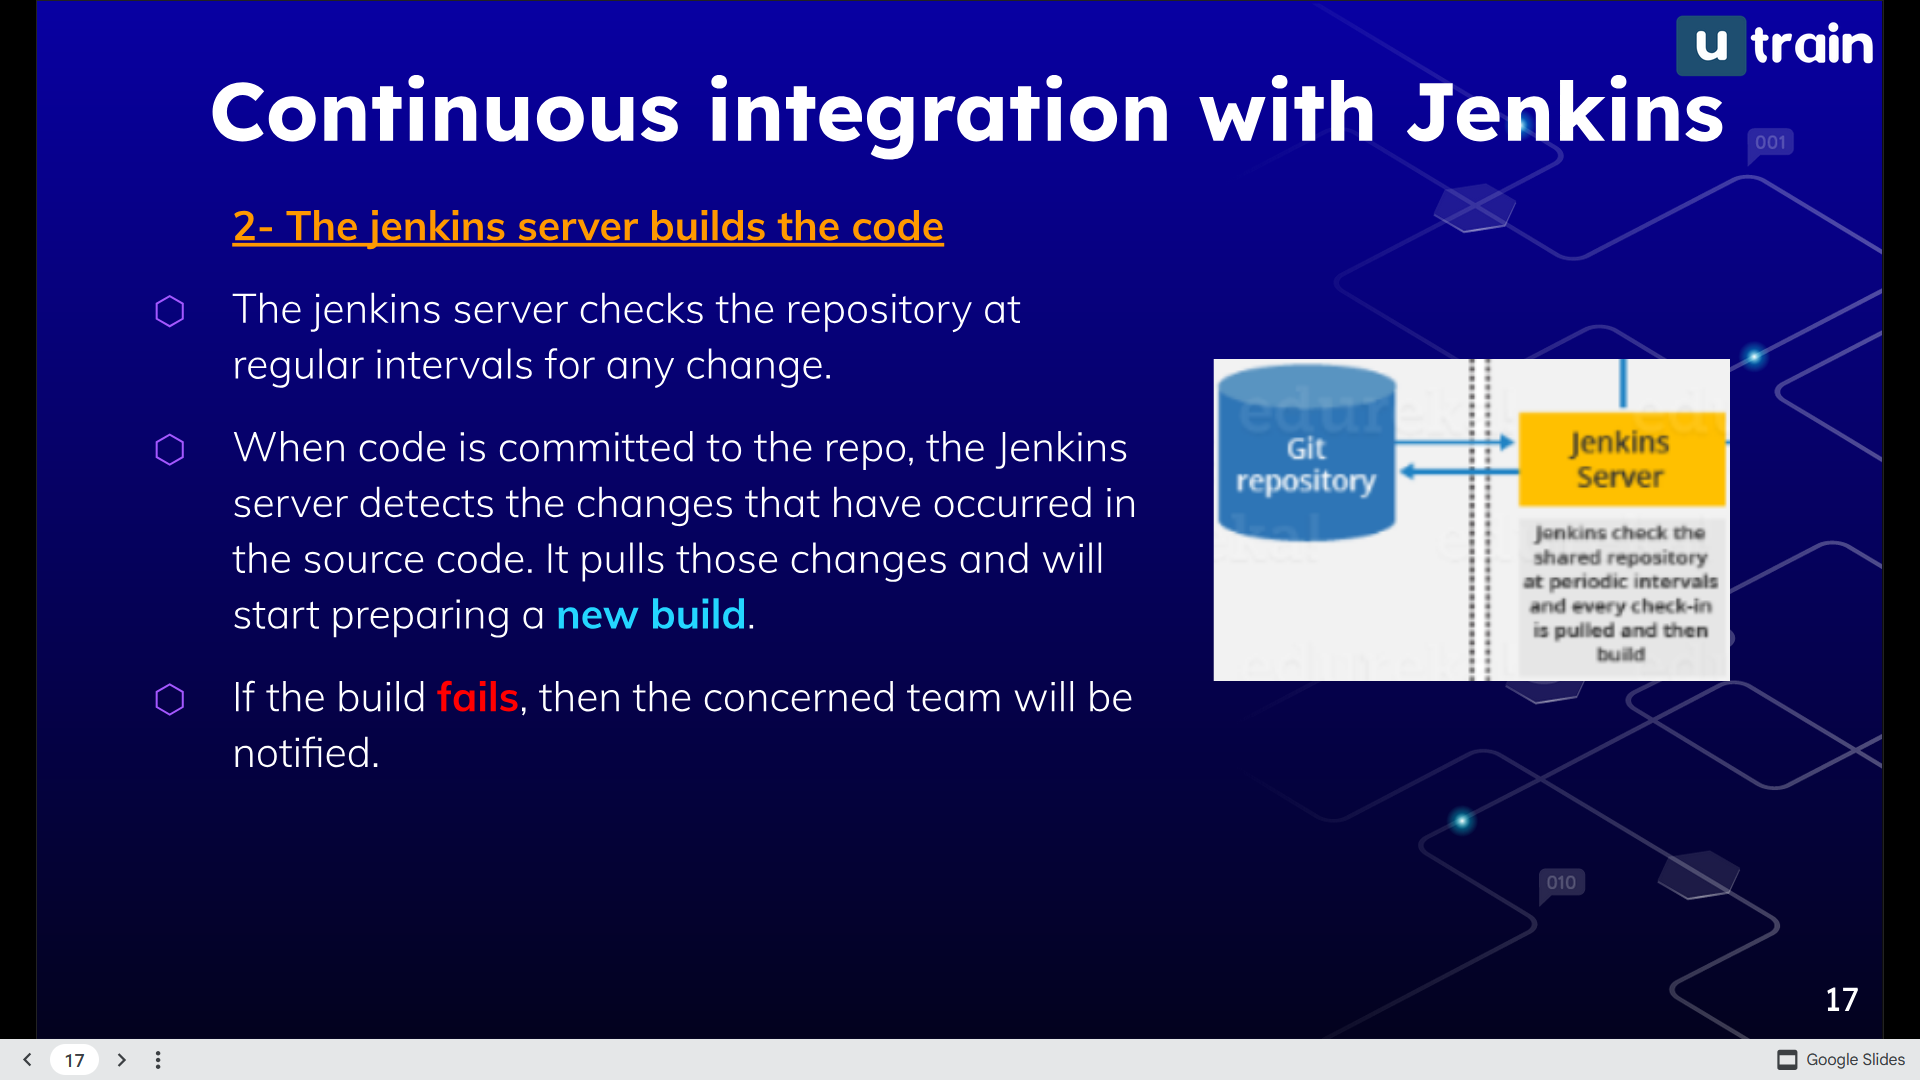 u train
Continuous integration with Jenkins
001
2- The jenkins server builds the code
The jenkins server checks the repository at
regular intervals for any change.
When code is committed to the repo, the Jenkins
server detects the changes that have occurred in
the source code. It pulls those changes and will
start preparing a new build.
If the build fails, then the concerned team will be
notified.
edureka!
Git
repository
Jenkins
Server
Jenkins check the
shared repository
at periodic intervals
and every check-in
is pulled and then
build
010
17
17
Google Slides